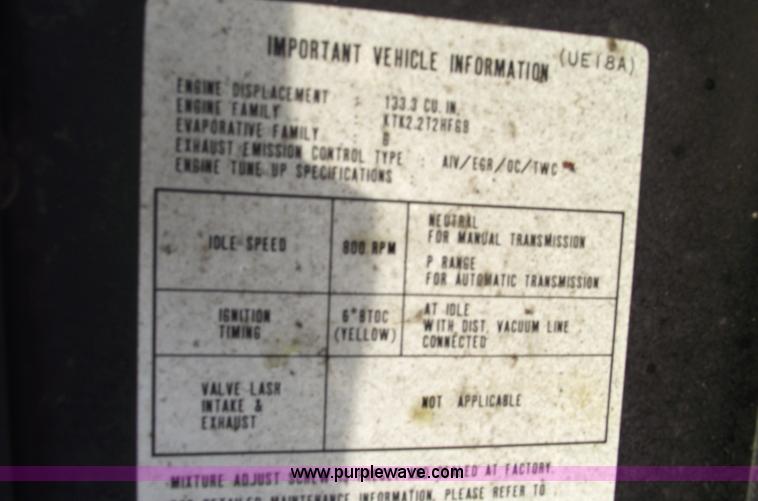 IMPORTANT VEHICLE INFORMATION (UE18A)
ENGINE DISPLACEMENT : 133.3 CU. IN.
ENGINE FAMILY : KTK2.2T2HFG9
EVAPORATIVE FAMILY : B
EXHAUST EMISSION CONTROL TYPE : AIV/EGR/OC/TWC
ENGINE TUNE UP SPECIFICATIONS
IDLE SPEED
800 RPM
NEUTRAL
FOR MANUAL TRANSMISSION
P RANGE
FOR AUTOMATIC TRANSMISSION
IGNITION
TIMING
6°BTDC
(YELLOW)
AT IDLE
WITH DIST. VACUUM LINE
CONNECTED
VALVE LASH
INTAKE &
EXHAUST
NOT APPLICABLE
MIXTURE ADJUST AT FACTORY.
www.purplewave.com
MAINTENANCE INFORMATION, PLEASE REFER TO